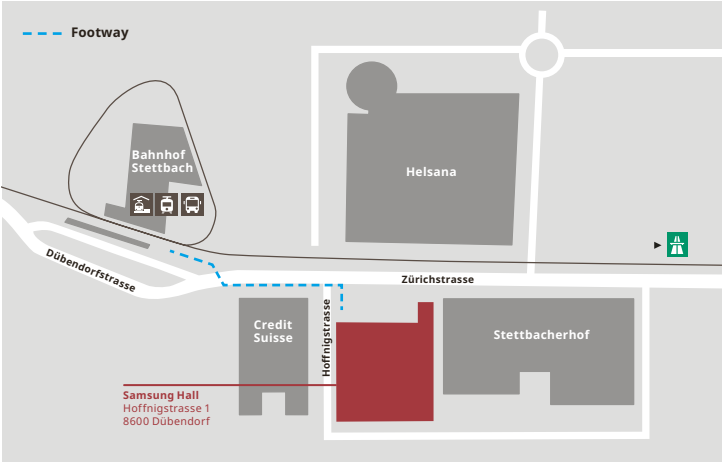 Footway
Bahnhof
Stettbach
Helsana
Dübendorfstrasse
Zürichstrasse
Credit
Suisse
Hoffnigstrasse
Stettbacherhof
Samsung Hall
Hoffnigstrasse 1
8600 Dübendorf